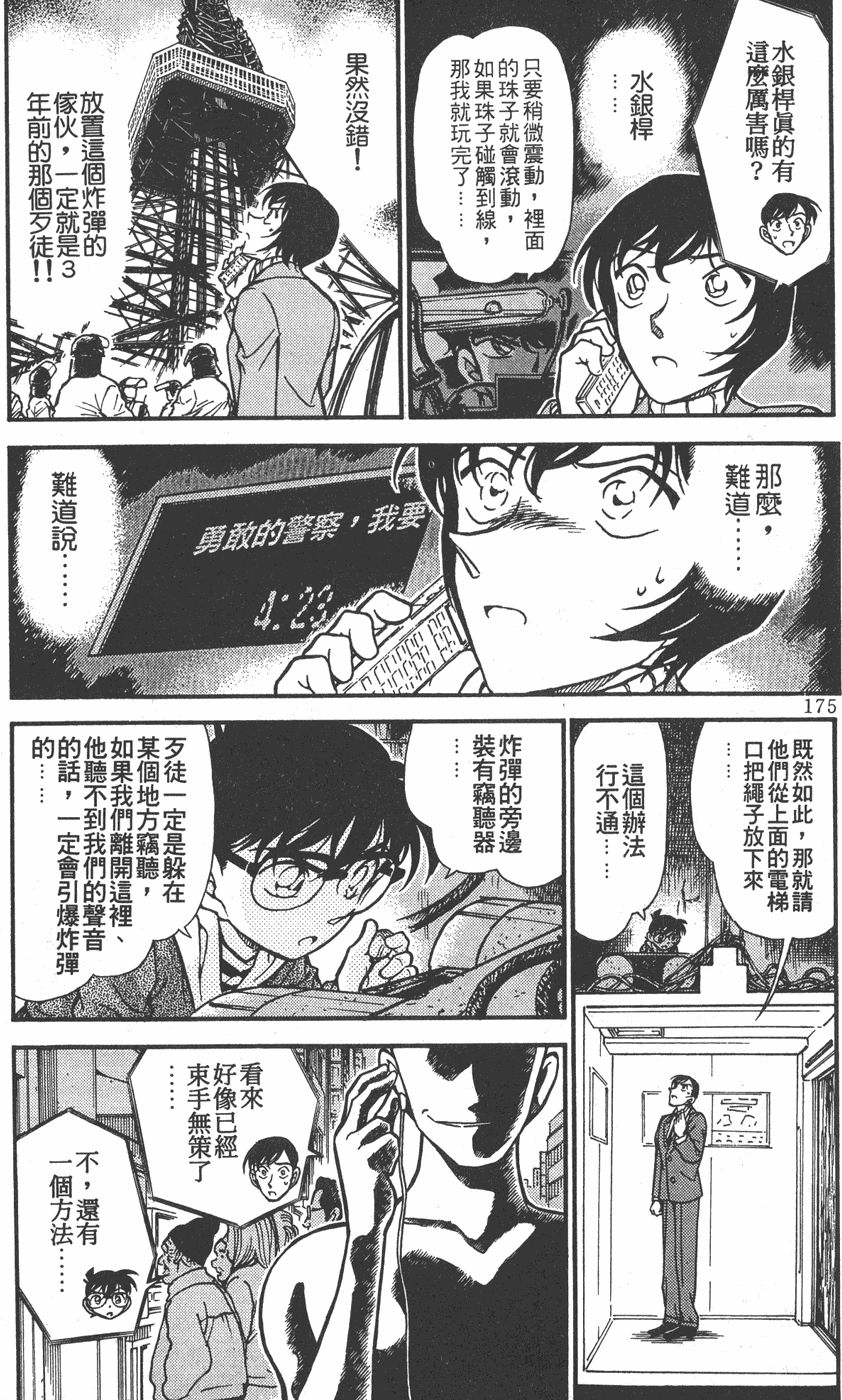 水銀桿真的有
這麼厲害嗎？
水銀桿
……
只要稍微震動，裡面
的珠子就會滾動，
如果珠子碰觸到線，
那我就玩完了……
果然沒錯！
放置這個炸彈的
傢伙，一定就是3
年前的那個歹徒!!
那麼，
難道……
勇敢的警察，我要
4:23
難道說……
175
既然如此，那就請
他們從上面的電梯
口把繩子放下來
……
這個辦法
行不通……
炸彈的旁邊
裝有竊聽器
……
歹徒一定是躲在
某個地方竊聽，
如果我們離開這裡、
他聽不到我們的聲音
的話，一定會引爆炸彈
的……
看來
好像已經
束手無策了
……
不，還有
一個方法……